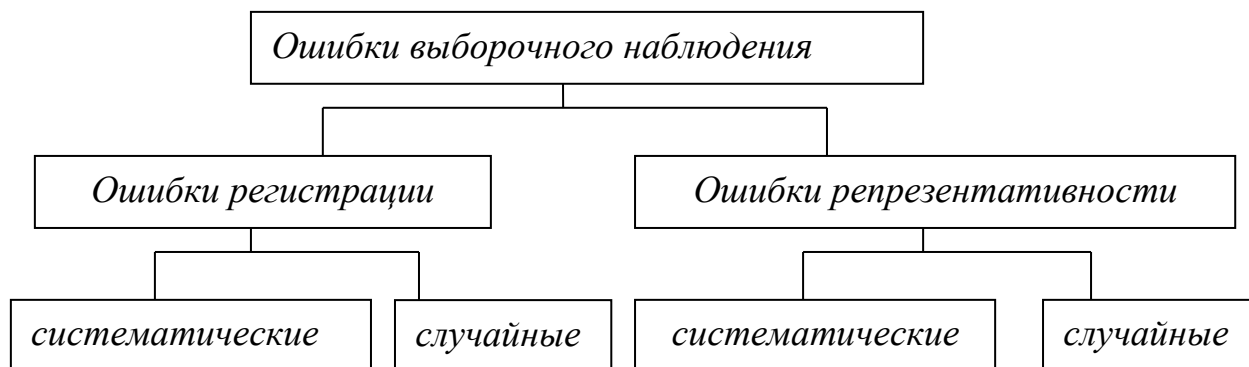 Ошибки выборочного наблюдения
Ошибки регистрации
Ошибки репрезентативности
систематические
случайные
систематические
случайные